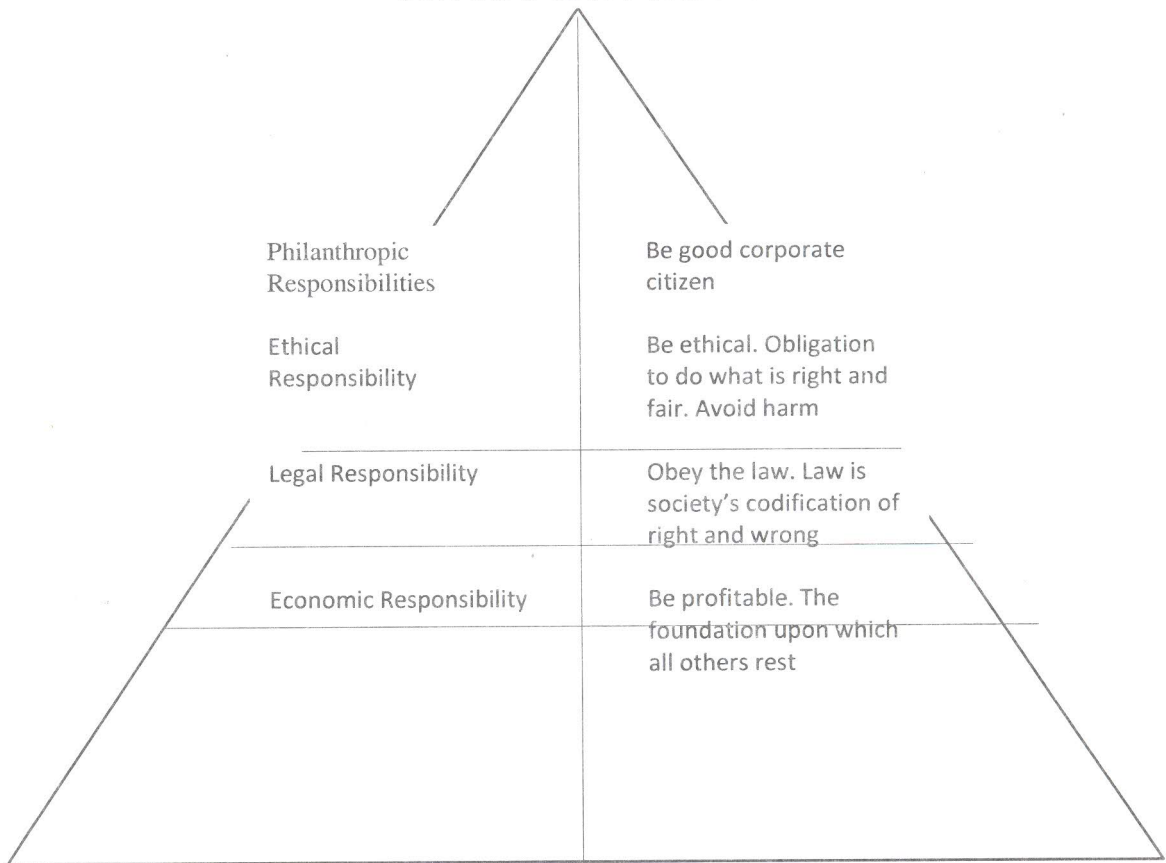 Philanthropic
Responsibilities
Be good corporate
citizen
Ethical
Responsibility
Be ethical. Obligation
to do what is right and
fair. Avoid harm
Legal Responsibility
Obey the law. Law is
society's codification of
right and wrong
Economic Responsibility
Be profitable. The
foundation upon which
all others rest